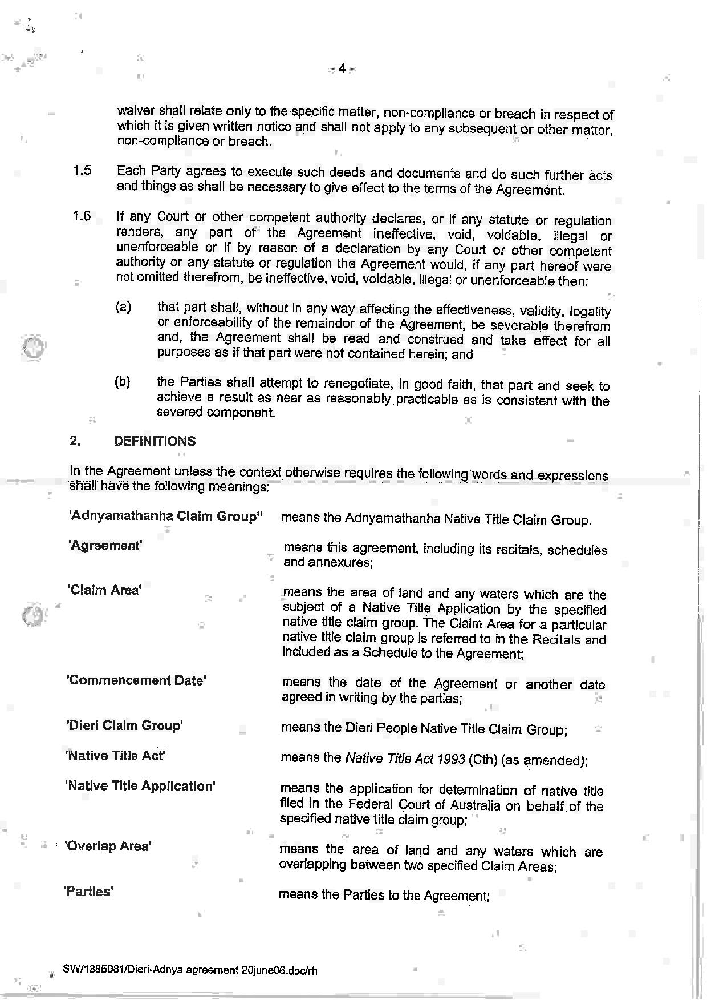 - 4 -
waiver shall relate only to the specific matter, non-compliance or breach in respect of
which it is given written notice and shall not apply to any subsequent or other matter,
non-compliance or breach.
1.5 Each Party agrees to execute such deeds and documents and do such further acts
and things as shall be necessary to give effect to the terms of the Agreement.
1.6 If any Court or other competent authority declares, or if any statute or regulation
renders, any part of the Agreement ineffective, void, voidable, illegal or
unenforceable or if by reason of a declaration by any Court or other competent
authority or any statute or regulation the Agreement would, if any part hereof were
not omitted therefrom, be ineffective, void, voidable, illegal or unenforceable then:
(a) that part shall, without in any way affecting the effectiveness, validity, legality
or enforceability of the remainder of the Agreement, be severable therefrom
and, the Agreement shall be read and construed and take effect for all
purposes as if that part were not contained herein; and
(b) the Parties shall attempt to renegotiate, in good faith, that part and seek to
achieve a result as near as reasonably practicable as is consistent with the
severed component.
2. DEFINITIONS
In the Agreement unless the context otherwise requires the following words and expressions
shall have the following meanings:
'Adnyamathanha Claim Group" means the Adnyamathanha Native Title Claim Group.
'Agreement' means this agreement, including its recitals, schedules
and annexures;
'Claim Area' means the area of land and any waters which are the
subject of a Native Title Application by the specified
native title claim group. The Claim Area for a particular
native title claim group is referred to in the Recitals and
included as a Schedule to the Agreement;
'Commencement Date' means the date of the Agreement or another date
agreed in writing by the parties;
'Dieri Claim Group' means the Dieri People Native Title Claim Group;
'Native Title Act' means the Native Title Act 1993 (Cth) (as amended);
'Native Title Application' means the application for determination of native title
filed in the Federal Court of Australia on behalf of the
specified native title claim group;
'Overlap Area' means the area of land and any waters which are
overlapping between two specified Claim Areas;
'Parties' means the Parties to the Agreement;
SW/1385081/Dieri-Adnya agreement 20june06.doc/rh